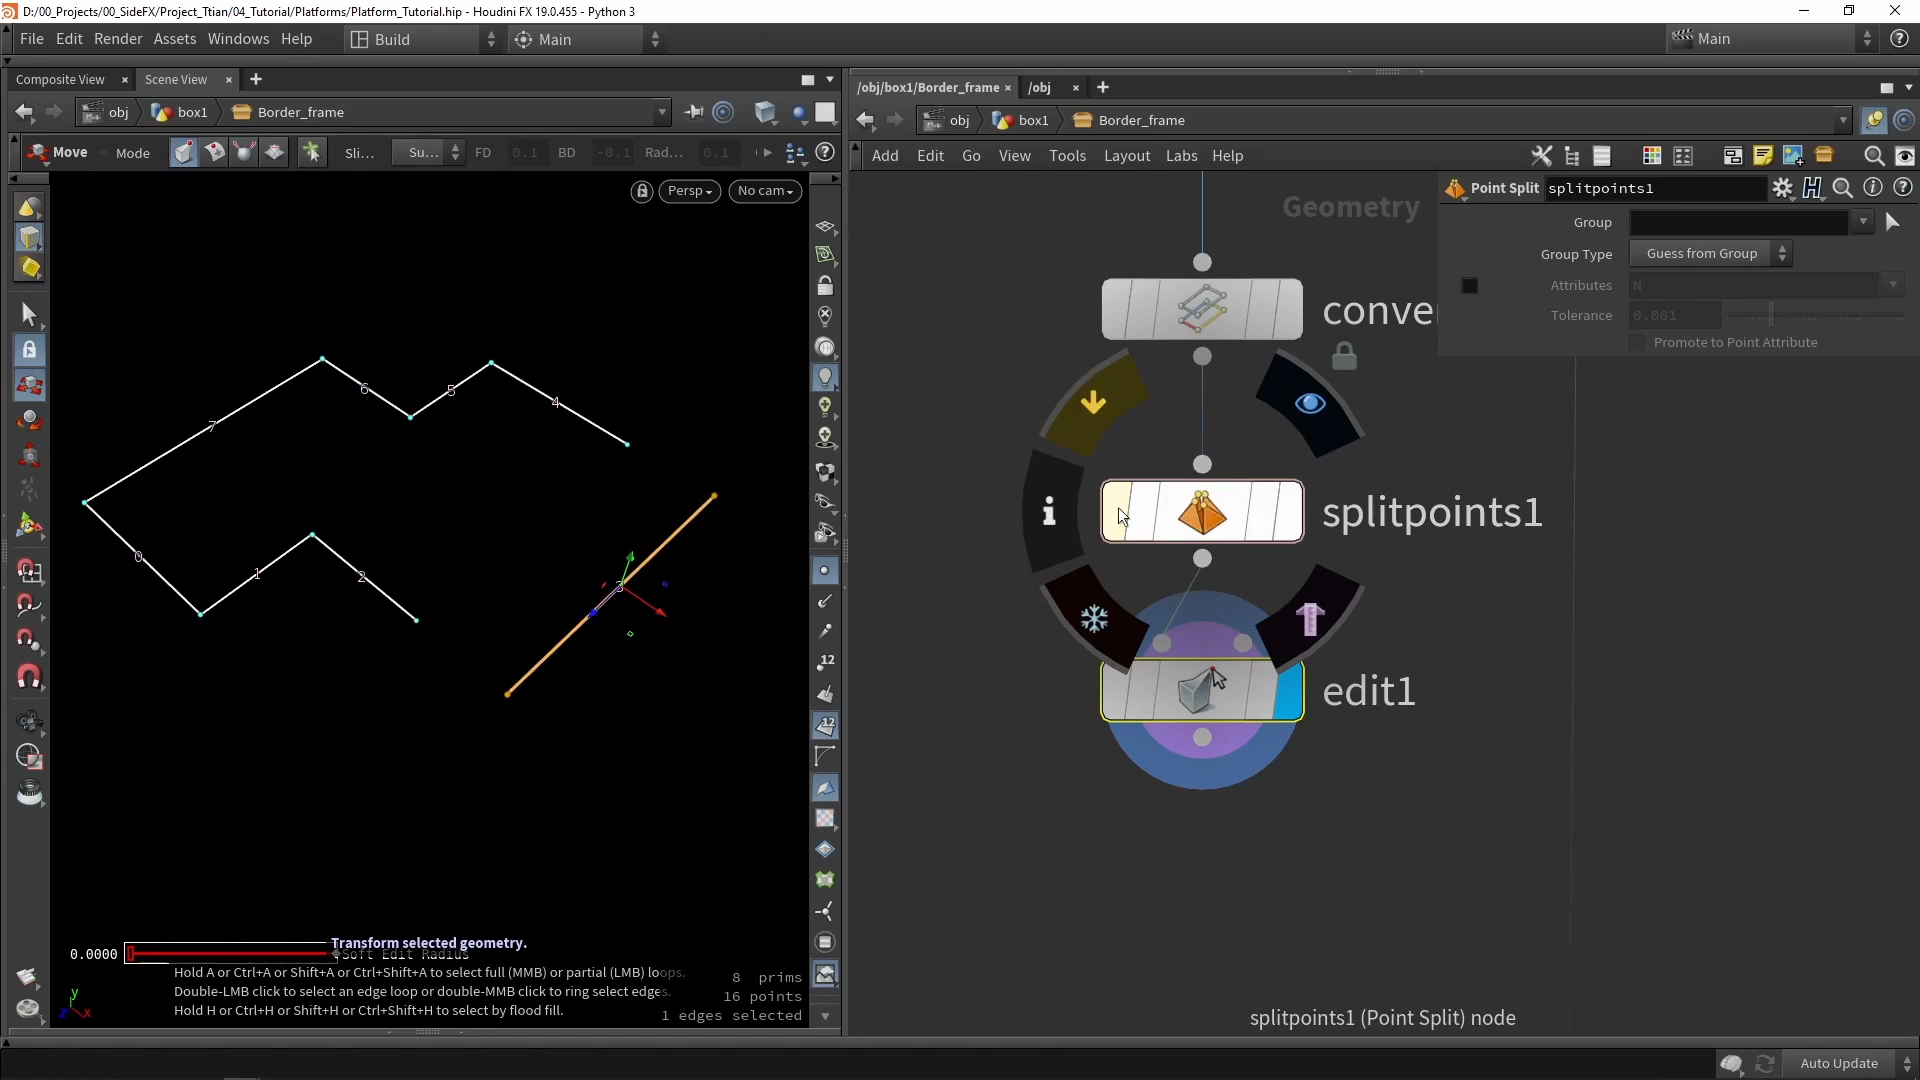 D:/00_Projects/00_SideFX/Project_Ttian/04_Tutorial/Platforms/Platform_Tutorial.hip - Houdini FX 19.0.455 - Python 3
File Edit Render Assets Windows Help Build Main Main
Composite View × Scene View ×
obj box1 Border_frame
Move Mode Sli... Su... FD 0.1 BD -0.1 Rad... 0.1
Persp No cam
6 5 4
7
0 1 2 3
12
12
Transform selected geometry.
0.0000 Soft Edit Radius
Hold A or Ctrl+A or Shift+A or Ctrl+Shift+A to select full (MMB) or partial (LMB) loops.
Double-LMB click to select an edge loop or double-MMB click to ring select edges.
Hold H or Ctrl+H or Shift+H or Ctrl+Shift+H to select by flood fill.
8 prims
16 points
1 edges selected
y
z x
/obj/box1/Border_frame × /obj ×
obj box1 Border_frame
Add Edit Go View Tools Layout Labs Help
Geometry
Point Split splitpoints1
Group
Group Type Guess from Group
Attributes N
Tolerance 0.001
Promote to Point Attribute
conve
splitpoints1
edit1
splitpoints1 (Point Split) node
Auto Update